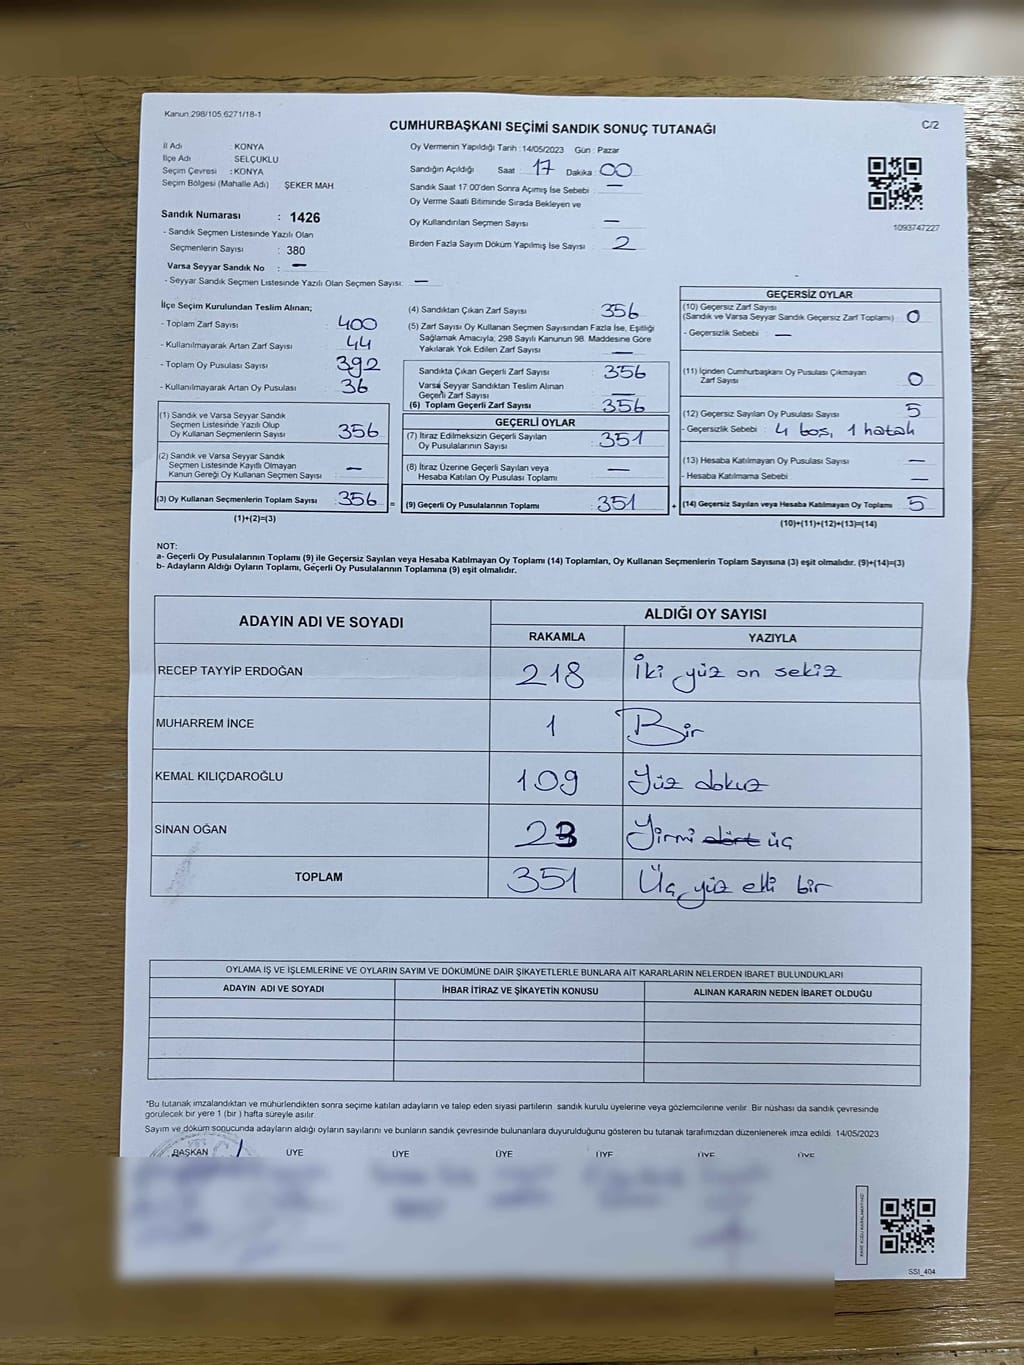 Kanun:298/105 6271/18-1
CUMHURBAŞKANI SEÇİMİ SANDIK SONUÇ TUTANAĞI
C/2
İl Adı : KONYA
İlçe Adı SELÇUKLU
Seçim Çevresi : KONYA
Seçim Bölgesi (Mahalle Adı) ŞEKER MAH.
Sandık Numarası : 1426
- Sandık Seçmen Listesinde Yazılı Olan
Seçmenlerin Sayısı : 380
Varsa Seyyar Sandık No : —
- Seyyar Sandık Seçmen Listesinde Yazılı Olan Seçmen Sayısı: —
Oy Vermenin Yapıldığı Tarih :14/05/2023 Gün : Pazar
Sandığın Açıldığı Saat : 17 Dakika : 00
Sandık Saat 17:00'den Sonra Açımış İse Sebebi : —
Oy Verme Saati Bitiminde Sırada Bekleyen ve
Oy Kullandırılan Seçmen Sayısı —
Birden Fazla Sayım Döküm Yapılmış İse Sayısı : 2
1093747227
İlçe Seçim Kurulundan Teslim Alınan;
- Toplam Zarf Sayısı : 400
- Kullanılmayarak Artan Zarf Sayısı : 44
- Toplam Oy Pusulası Sayısı : 392
- Kullanılmayarak Artan Oy Pusulası : 36
(1) Sandık ve Varsa Seyyar Sandık
Seçmen Listesinde Yazılı Olup
Oy Kullanan Seçmenlerin Sayısı : 356
(2) Sandık ve Varsa Seyyar Sandık
Seçmen Listesinde Kayıtlı Olmayan
Kanun Gereği Oy Kullanan Seçmen Sayısı : —
(3) Oy Kullanan Seçmenlerin Toplam Sayısı : 356 =
(1)+(2)=(3)
(4) Sandıktan Çıkan Zarf Sayısı : 356
(5) Zarf Sayısı Oy Kullanan Seçmen Sayısından Fazla İse, Eşitliği
Sağlamak Amacıyla; 298 Sayılı Kanunun 98. Maddesine Göre
Yakılarak Yok Edilen Zarf Sayısı : —
Sandıkta Çıkan Geçerli Zarf Sayısı : 356
Varsa Seyyar Sandıktan Teslim Alınan
Geçerli Zarf Sayısı : —
(6) Toplam Geçerli Zarf Sayısı : 356
GEÇERLİ OYLAR
(7) İtiraz Edilmeksizin Geçerli Sayılan
Oy Pusulalarının Sayısı : 351
(8) İtiraz Üzerine Geçerli Sayılan veya
Hesaba Katılan Oy Pusulası Toplamı : —
(9) Geçerli Oy Pusulalarının Toplamı : 351 +
GEÇERSİZ OYLAR
(10) Geçersiz Zarf Sayısı
(Sandık ve Varsa Seyyar Sandık Geçersiz Zarf Toplamı) : 0
- Geçersizlik Sebebi : —
(11) İçinden Cumhurbaşkanı Oy Pusulası Çıkmayan
Zarf Sayısı : 0
(12) Geçersiz Sayılan Oy Pusulası Sayısı : 5
- Geçersizlik Sebebi : 4 boş, 1 hatalı
(13) Hesaba Katılmayan Oy Pusulası Sayısı : —
- Hesaba Katılmama Sebebi : —
(14) Geçersiz Sayılan veya Hesaba Katılmayan Oy Toplamı : 5
(10)+(11)+(12)+(13)=(14)
NOT:
a- Geçerli Oy Pusulalarının Toplamı (9) ile Geçersiz Sayılan veya Hesaba Katılmayan Oy Toplamı (14) Toplamları, Oy Kullanan Seçmenlerin Toplam Sayısına (3) eşit olmalıdır. (9)+(14)=(3)
b- Adayların Aldığı Oyların Toplamı, Geçerli Oy Pusulalarının Toplamına (9) eşit olmalıdır.
ADAYIN ADI VE SOYADI ALDIĞI OY SAYISI
RAKAMLA YAZIYLA
RECEP TAYYİP ERDOĞAN 218 İki yüz on sekiz
MUHARREM İNCE 1 Bir
KEMAL KILIÇDAROĞLU 109 Yüz dokuz
SİNAN OĞAN 23 Yirmi dört üç
TOPLAM 351 Üç yüz elli bir
OYLAMA İŞ VE İŞLEMLERİNE VE OYLARIN SAYIM VE DÖKÜMÜNE DAİR ŞİKAYETLERLE BUNLARA AİT KARARLARIN NELERDEN İBARET BULUNDUKLARI
ADAYIN ADI VE SOYADI İHBAR İTİRAZ VE ŞİKAYETİN KONUSU ALINAN KARARIN NEDEN İBARET OLDUĞU
*Bu tutanak imzalandıktan ve mühürlendikten sonra seçime katılan adayların ve talep eden siyasi partilerin sandık kurulu üyelerine veya gözlemcilerine verilir. Bir nüshası da sandık çevresinde
görülecek bir yere 1 (bir ) hafta süreyle asılır.
Sayım ve döküm sonucunda adayların aldığı oyların sayılarını ve bunların sandık çevresinde bulunanlara duyurulduğunu gösteren bu tutanak tarafımızdan düzenlenerek imza edildi. 14/05/2023
BAŞKAN ÜYE ÜYE ÜYE ÜYE ÜYE ÜYE
SSI_404